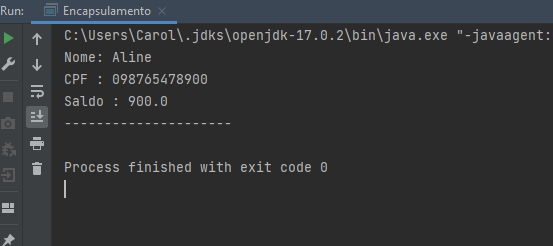 Run: Encapsulamento
C:\Users\Carol\.jdks\openjdk-17.0.2\bin\java.exe "-javaagent:
Nome: Aline
CPF : 098765478900
Saldo : 900.0
---------------------
Process finished with exit code 0